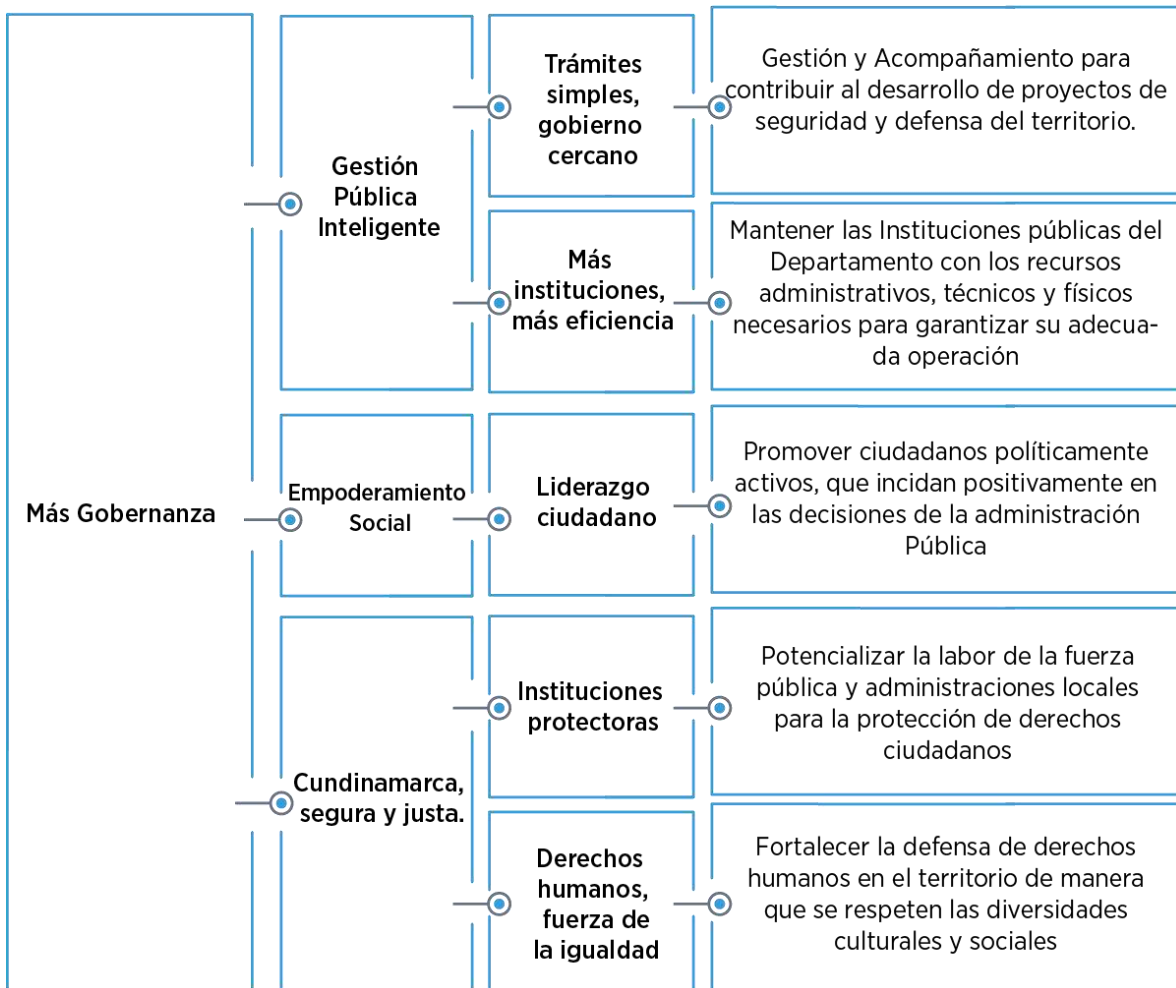 Más Gobernanza
Gestión
Pública
Inteligente
Trámites
simples,
gobierno
cercano
Gestión y Acompañamiento para
contribuir al desarrollo de proyectos de
seguridad y defensa del territorio.
Más
instituciones,
más eficiencia
Mantener las Instituciones públicas del
Departamento con los recursos
administrativos, técnicos y físicos
necesarios para garantizar su adecua-
da operación
Empoderamiento
Social
Liderazgo
ciudadano
Promover ciudadanos políticamente
activos, que incidan positivamente en
las decisiones de la administración
Pública
Cundinamarca,
segura y justa.
Instituciones
protectoras
Potencializar la labor de la fuerza
pública y administraciones locales
para la protección de derechos
ciudadanos
Derechos
humanos,
fuerza de
la igualdad
Fortalecer la defensa de derechos
humanos en el territorio de manera
que se respeten las diversidades
culturales y sociales